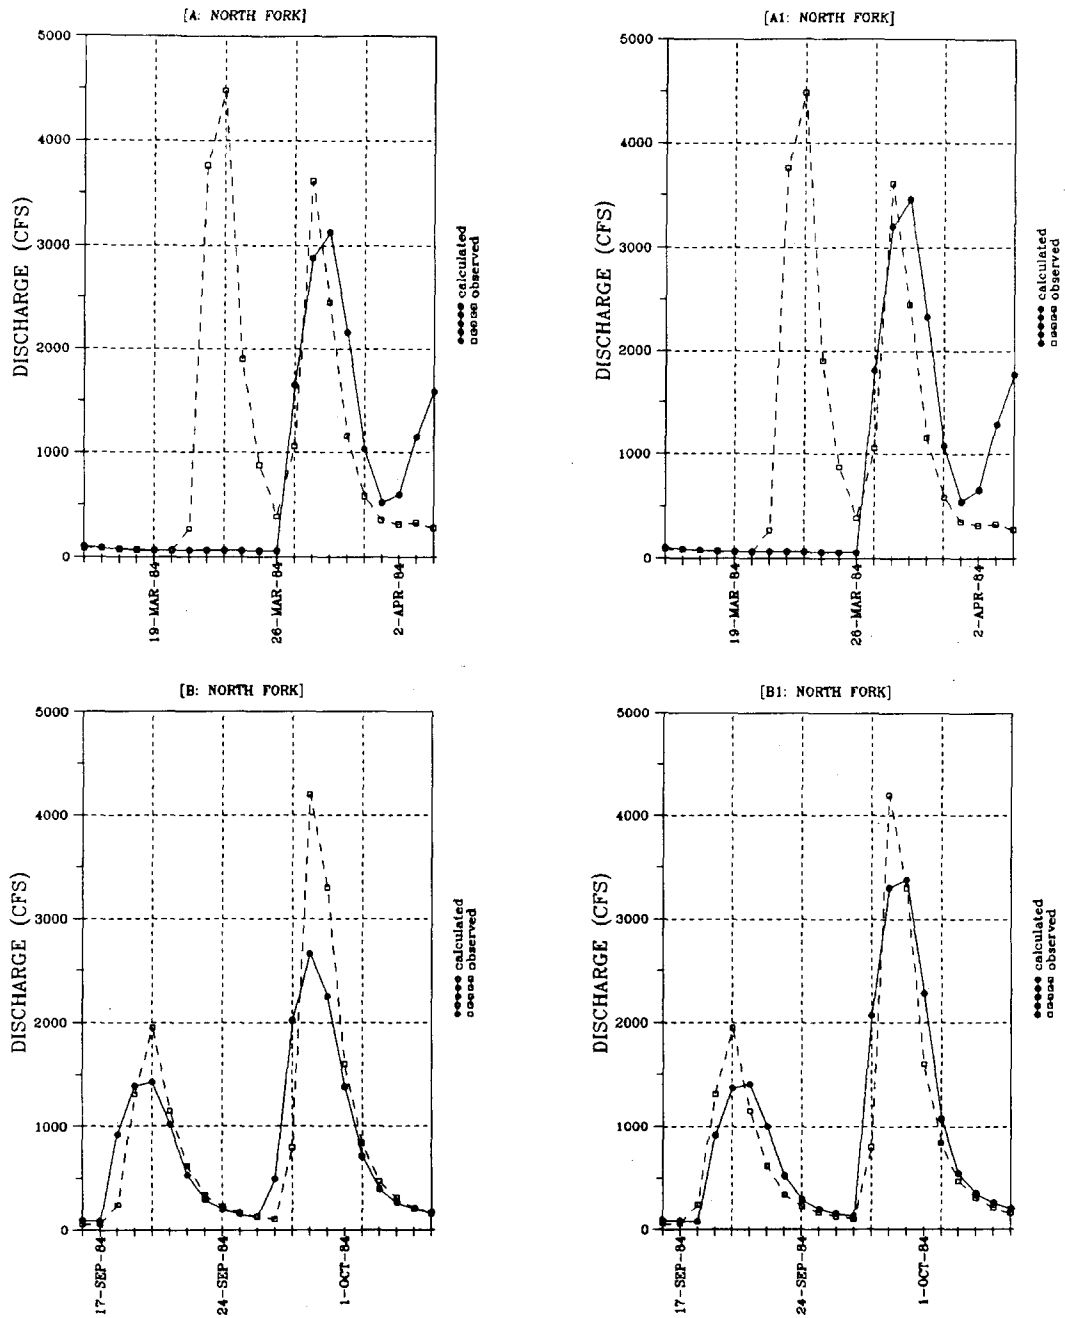 [A: NORTH FORK]
5000
4000
3000
2000
1000
0
DISCHARGE (CFS)
19-MAR-84
26-MAR-84
2-APR-84
calculated
observed
[A1: NORTH FORK]
5000
4000
3000
2000
1000
0
DISCHARGE (CFS)
19-MAR-84
26-MAR-84
2-APR-84
calculated
observed
[B: NORTH FORK]
5000
4000
3000
2000
1000
0
DISCHARGE (CFS)
17-SEP-84
24-SEP-84
1-OCT-84
calculated
observed
[B1: NORTH FORK]
5000
4000
3000
2000
1000
0
DISCHARGE (CFS)
17-SEP-84
24-SEP-84
1-OCT-84
calculated
observed